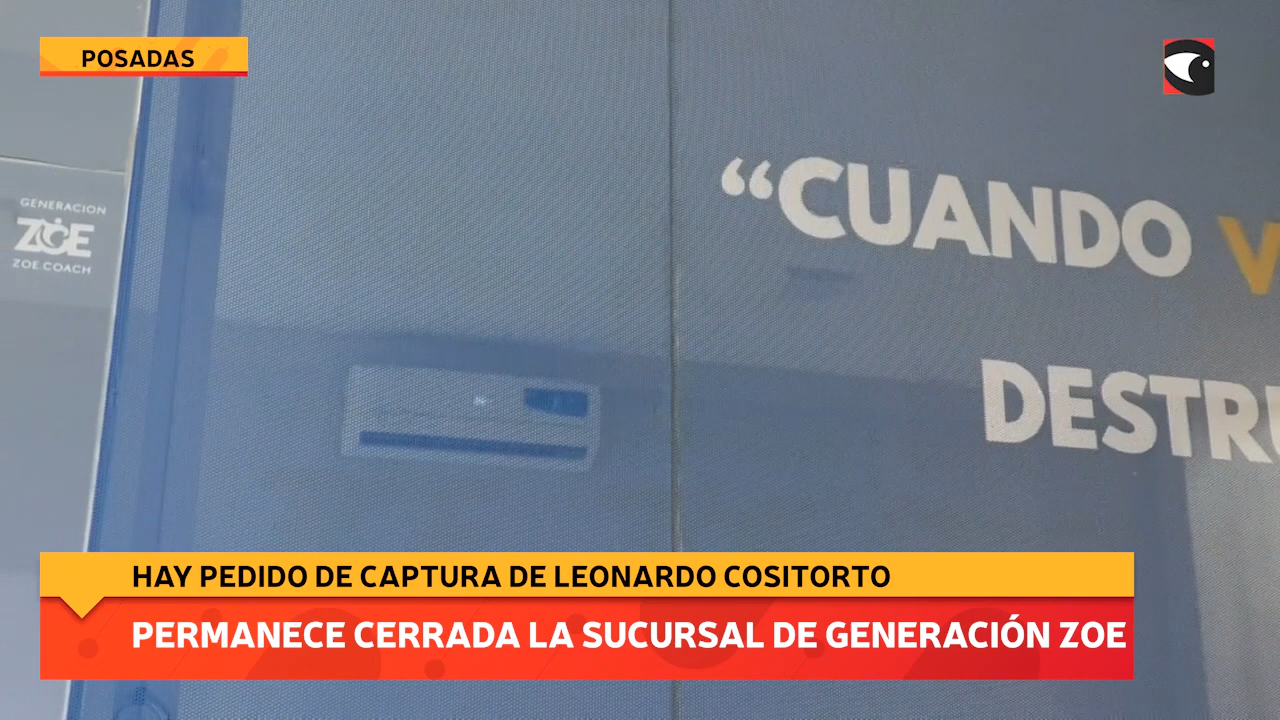 POSADAS
GENERACION
ZOE
ZOE.COACH
“CUANDO
HAY PEDIDO DE CAPTURA DE LEONARDO COSITORTO
PERMANECE CERRADA LA SUCURSAL DE GENERACIÓN ZOE